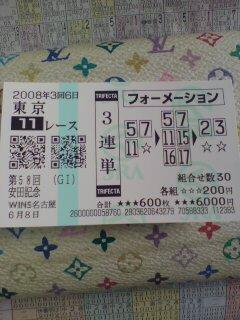 2008年3回6日
東京
11レース
第58回 (GI)
安田記念
WINS名古屋
6月8日
TRIFECTA
3連単
TRIFECTA
フォーメーション
5 7
11☆
5 7
11 15
16 17
2 3
組合せ数30
各組☆☆☆200円
合計 ★★★600枚 ★★★6000円